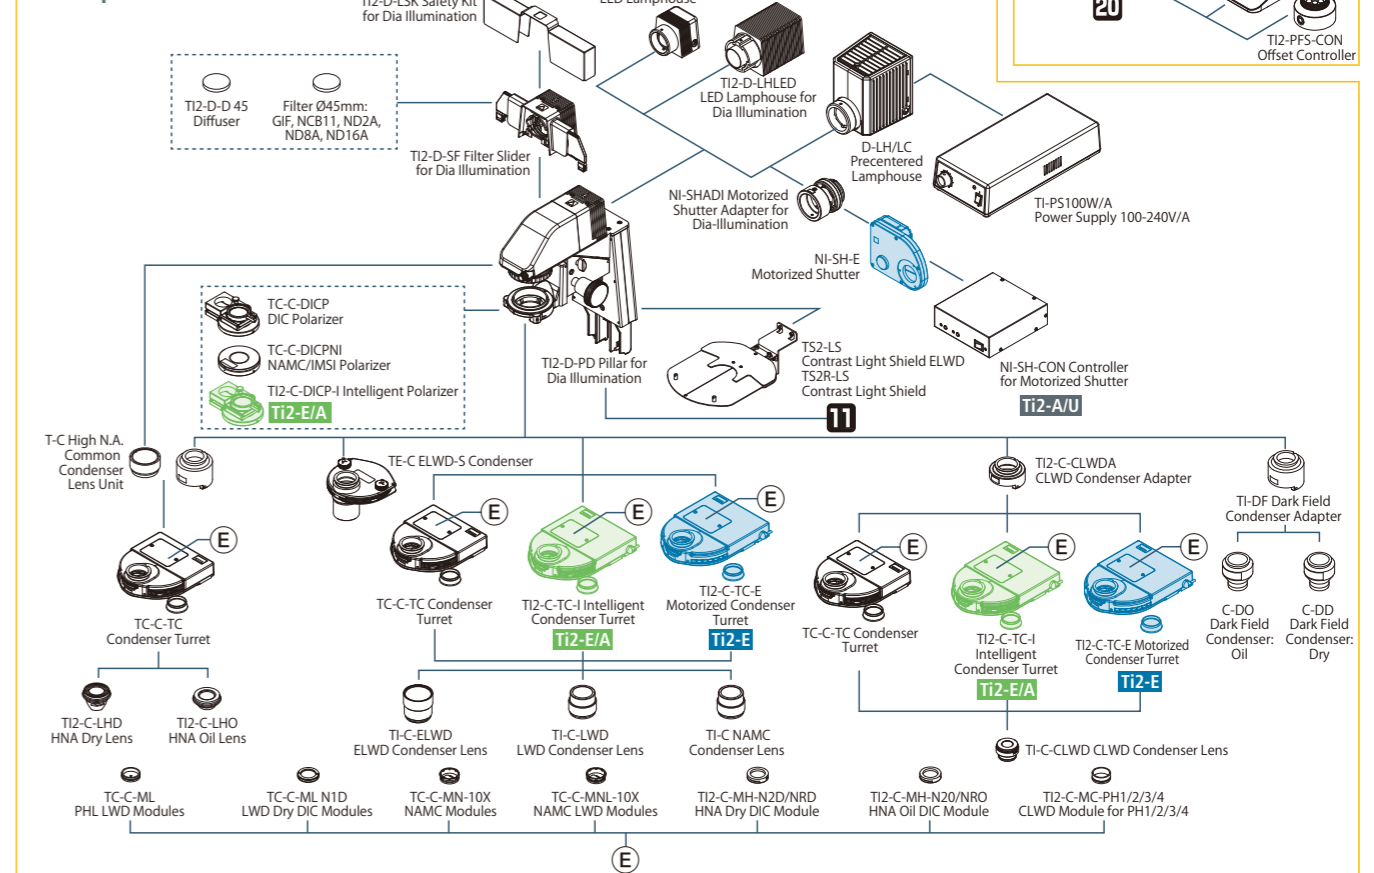 TI2-D-LSK Safety Kit
for Dia Illumination
LED Lamphouse
20
TI2-PFS-CON
Offset Controller
TI2-D-D 45
Diffuser
Filter Ø45mm:
GIF, NCB11, ND2A,
ND8A, ND16A
TI2-D-SF Filter Slider
for Dia Illumination
TI2-D-LHLED
LED Lamphouse for
Dia Illumination
D-LH/LC
Precentered
Lamphouse
TI-PS100W/A
Power Supply 100-240V/A
NI-SHADI Motorized
Shutter Adapter for
Dia-Illumination
NI-SH-E
Motorized Shutter
NI-SH-CON Controller
for Motorized Shutter
Ti2-A/U
TC-C-DICP
DIC Polarizer
TC-C-DICPNI
NAMC/IMSI Polarizer
TI2-C-DICP-I Intelligent Polarizer
Ti2-E/A
TI2-D-PD Pillar for
Dia Illumination
TS2-LS
Contrast Light Shield ELWD
TS2R-LS
Contrast Light Shield
11
T-C High N.A.
Common
Condenser
Lens Unit
TE-C ELWD-S Condenser
TI2-C-CLWDA
CLWD Condenser Adapter
TI-DF Dark Field
Condenser Adapter
E
E
E
E
E
E
E
TC-C-TC
Condenser Turret
TC-C-TC Condenser
Turret
TI2-C-TC-I Intelligent
Condenser Turret
Ti2-E/A
TI2-C-TC-E
Motorized Condenser
Turret
Ti2-E
TC-C-TC Condenser
Turret
TI2-C-TC-I
Intelligent
Condenser Turret
Ti2-E/A
TI2-C-TC-E Motorized
Condenser Turret
Ti2-E
C-DO
Dark Field
Condenser:
Oil
C-DD
Dark Field
Condenser:
Dry
TI2-C-LHD
HNA Dry Lens
TI2-C-LHO
HNA Oil Lens
TI-C-ELWD
ELWD Condenser Lens
TI-C-LWD
LWD Condenser Lens
TI-C NAMC
Condenser Lens
TI-C-CLWD CLWD Condenser Lens
TC-C-ML
PHL LWD Modules
TC-C-ML N1D
LWD Dry DIC Modules
TC-C-MN-10X
NAMC Modules
TC-C-MNL-10X
NAMC LWD Modules
TI2-C-MH-N2D/NRD
HNA Dry DIC Module
TI2-C-MH-N20/NRO
HNA Oil DIC Module
TI2-C-MC-PH1/2/3/4
CLWD Module for PH1/2/3/4
E